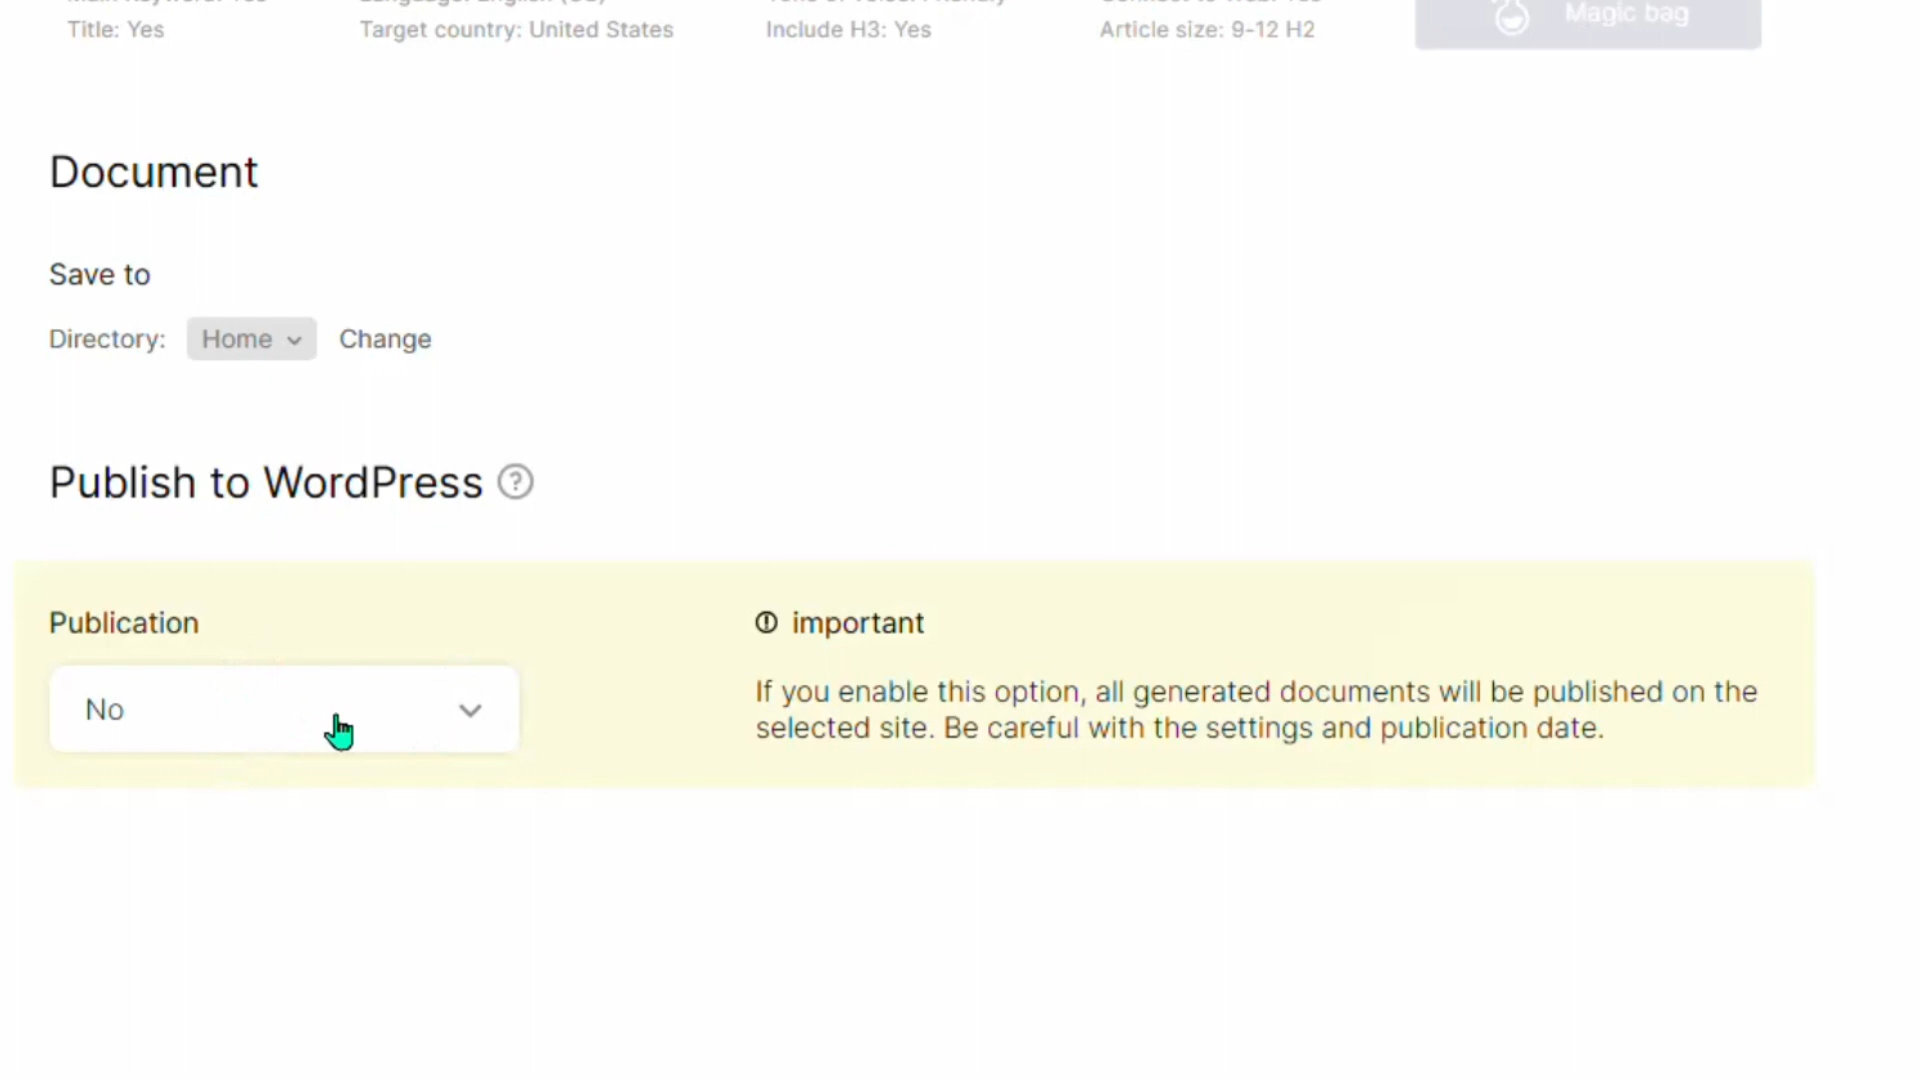 Title: Yes
Target country: United States
Include H3: Yes
Article size: 9-12 H2
Magic bag
Document
Save to
Directory: Home Change
Publish to WordPress ?
Publication
important
No
If you enable this option, all generated documents will be published on the
selected site. Be careful with the settings and publication date.